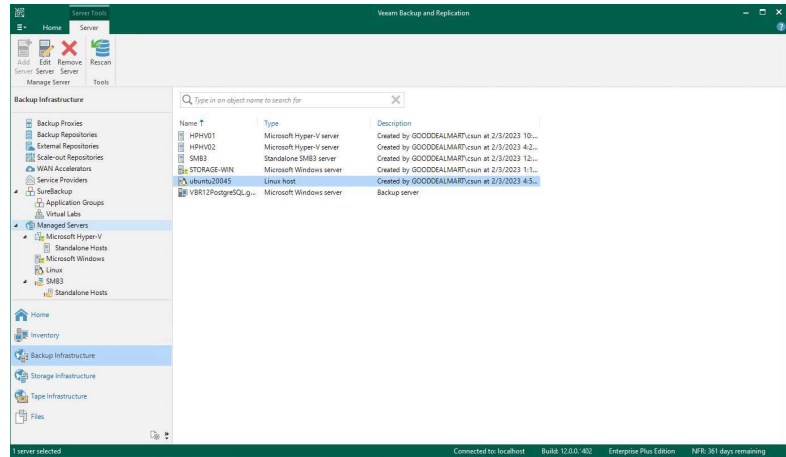 Server Tools
Veeam Backup and Replication
Home Server
Add Server
Edit Server
Remove Server
Rescan
Manage Server
Tools
Backup Infrastructure
Backup Proxies
Backup Repositories
External Repositories
Scale-out Repositories
WAN Accelerators
Service Providers
SureBackup
Application Groups
Virtual Labs
Managed Servers
Microsoft Hyper-V
Standalone Hosts
Microsoft Windows
Linux
SMB3
Standalone Hosts
Home
Inventory
Backup Infrastructure
Storage Infrastructure
Tape Infrastructure
Files
Type in an object name to search for
Name Type Description
HPHV01 Microsoft Hyper-V server Created by GOODDEALMART\csun at 2/3/2023 10:...
HPHV02 Microsoft Hyper-V server Created by GOODDEALMART\csun at 2/3/2023 4:2...
SMB3 Standalone SMB3 server Created by GOODDEALMART\csun at 2/3/2023 12:...
STORAGE-WIN Microsoft Windows server Created by GOODDEALMART\csun at 2/3/2023 1:1...
ubuntu20045 Linux host Created by GOODDEALMART\csun at 2/3/2023 4:5...
VBR12PostgreSQL.g... Microsoft Windows server Backup server
1 server selected
Connected to: localhost Build: 12.0.0.1402 Enterprise Plus Edition NFR: 361 days remaining